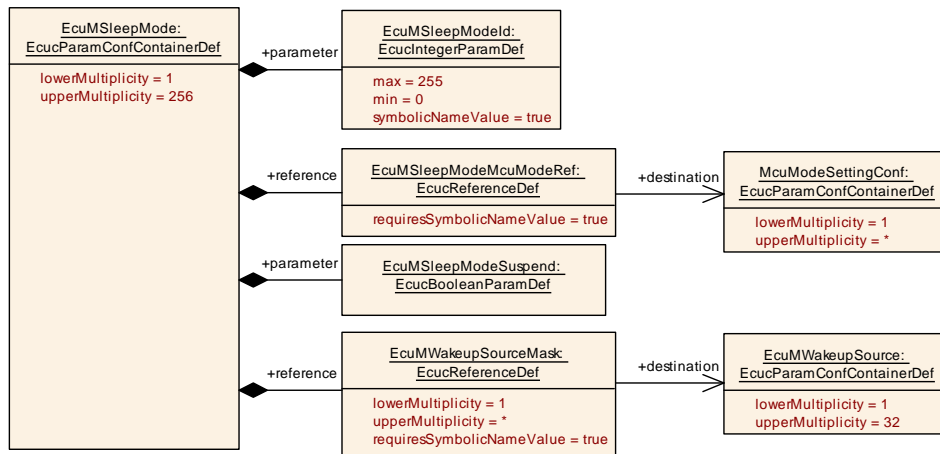 EcuMSleepMode:
EcucParamConfContainerDef
lowerMultiplicity = 1
upperMultiplicity = 256
+parameter
EcuMSleepModeId:
EcucIntegerParamDef
max = 255
min = 0
symbolicNameValue = true
+reference
EcuMSleepModeMcuModeRef:
EcucReferenceDef
requiresSymbolicNameValue = true
+destination
McuModeSettingConf:
EcucParamConfContainerDef
lowerMultiplicity = 1
upperMultiplicity = *
+parameter
EcuMSleepModeSuspend:
EcucBooleanParamDef
+reference
EcuMWakeupSourceMask:
EcucReferenceDef
lowerMultiplicity = 1
upperMultiplicity = *
requiresSymbolicNameValue = true
+destination
EcuMWakeupSource:
EcucParamConfContainerDef
lowerMultiplicity = 1
upperMultiplicity = 32